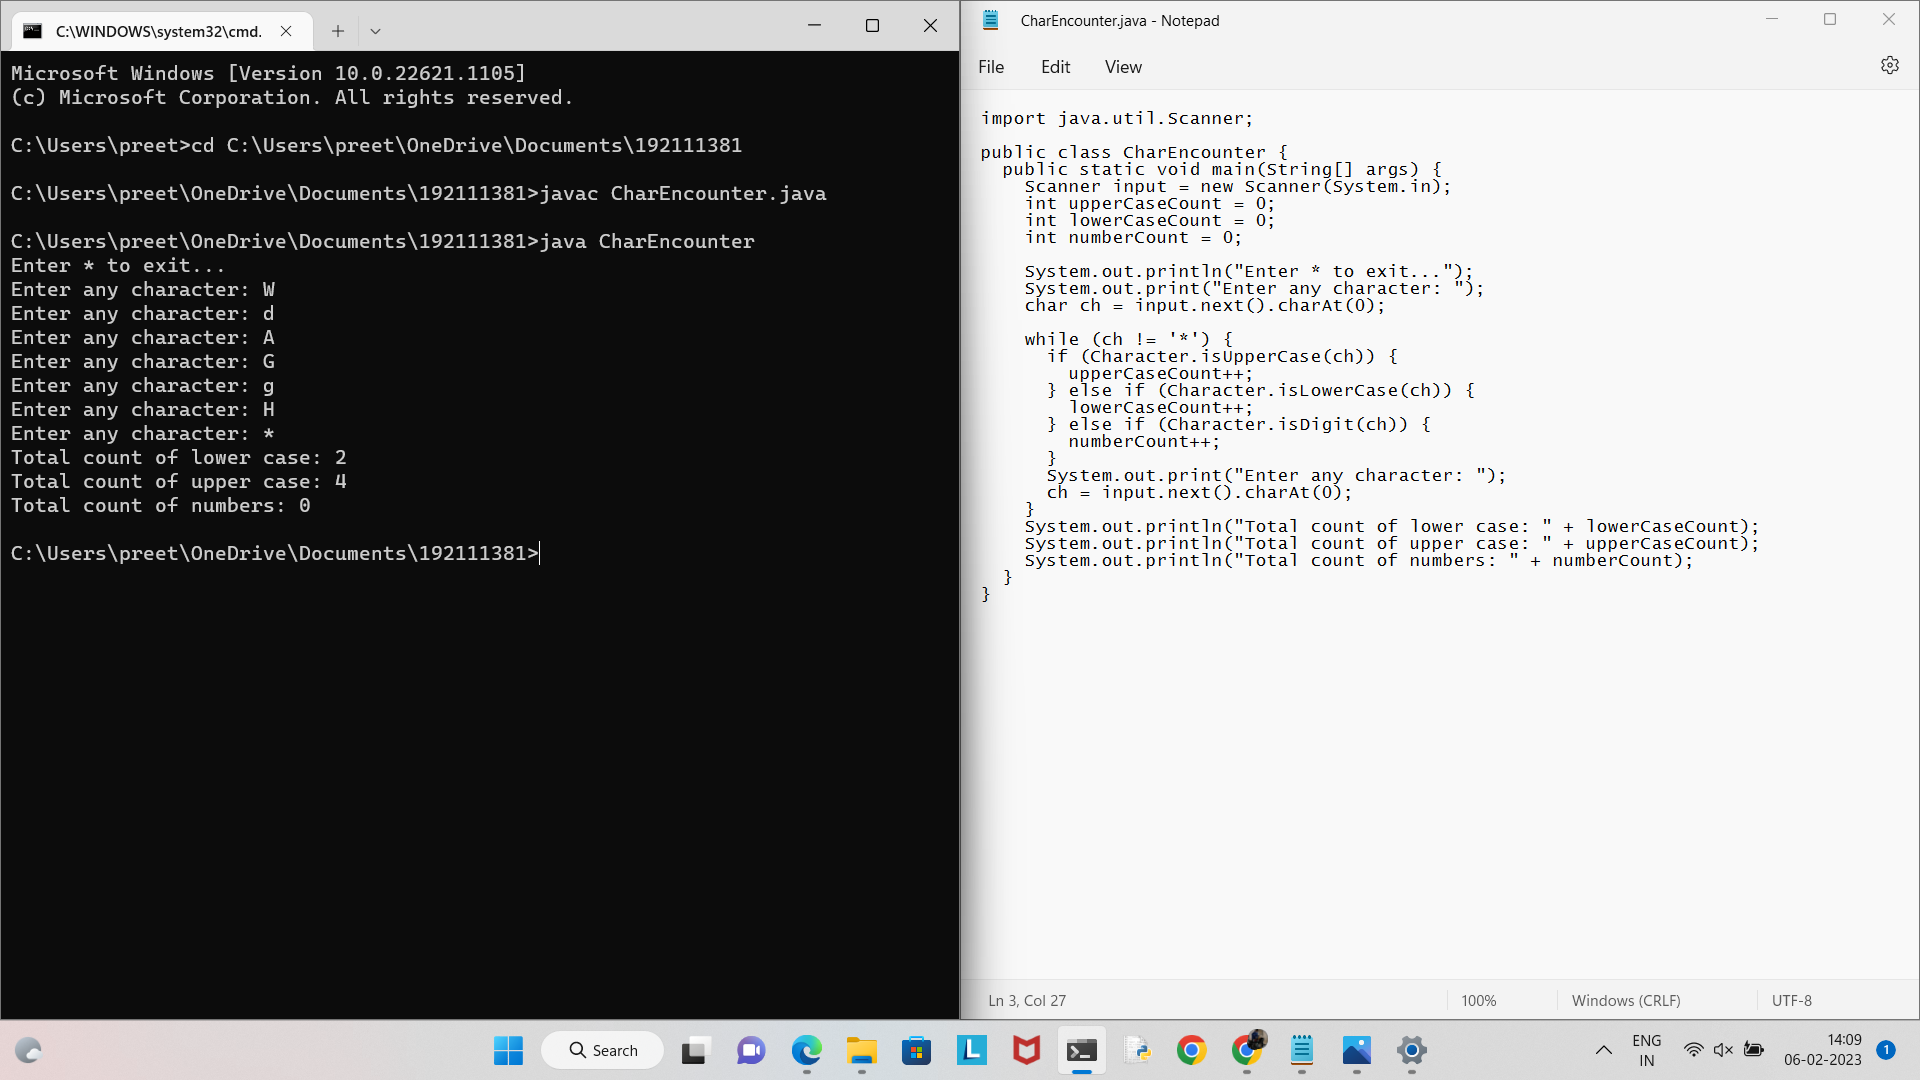 C:\WINDOWS\system32\cmd.
Microsoft Windows [Version 10.0.22621.1105]
(c) Microsoft Corporation. All rights reserved.
C:\Users\preet>cd C:\Users\preet\OneDrive\Documents\192111381
C:\Users\preet\OneDrive\Documents\192111381>javac CharEncounter.java
C:\Users\preet\OneDrive\Documents\192111381>java CharEncounter
Enter * to exit...
Enter any character: W
Enter any character: d
Enter any character: A
Enter any character: G
Enter any character: g
Enter any character: H
Enter any character: *
Total count of lower case: 2
Total count of upper case: 4
Total count of numbers: 0
C:\Users\preet\OneDrive\Documents\192111381>
CharEncounter.java - Notepad
File Edit View
import java.util.Scanner;
public class CharEncounter {
  public static void main(String[] args) {
    Scanner input = new Scanner(System.in);
    int upperCaseCount = 0;
    int lowerCaseCount = 0;
    int numberCount = 0;
    System.out.println("Enter * to exit...");
    System.out.print("Enter any character: ");
    char ch = input.next().charAt(0);
    while (ch != '*') {
      if (Character.isUpperCase(ch)) {
        upperCaseCount++;
      } else if (Character.isLowerCase(ch)) {
        lowerCaseCount++;
      } else if (Character.isDigit(ch)) {
        numberCount++;
      }
      System.out.print("Enter any character: ");
      ch = input.next().charAt(0);
    }
    System.out.println("Total count of lower case: " + lowerCaseCount);
    System.out.println("Total count of upper case: " + upperCaseCount);
    System.out.println("Total count of numbers: " + numberCount);
  }
}
Ln 3, Col 27 100% Windows (CRLF) UTF-8
Search
L
ENG
IN
14:09
06-02-2023
1